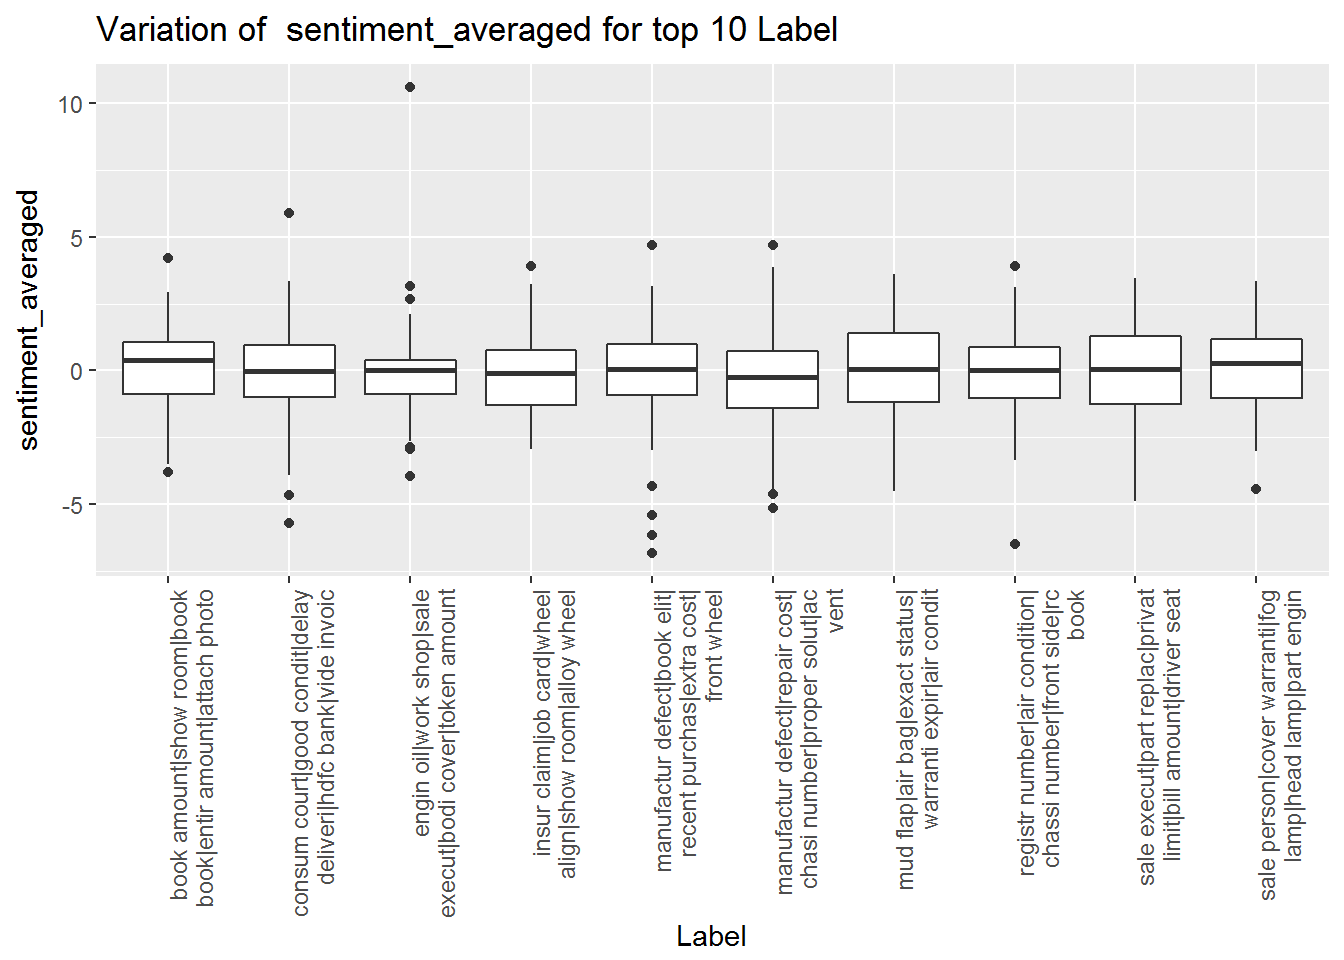 Variation of  sentiment_averaged for top 10 Label
sentiment_averaged
10
5
0
-5
book amount|show room|book
book|entir amount|attach photo
consum court|good condit|delay
deliveri|hdfc bank|vide invoic
engin oil|work shop|sale
execut|bodi cover|token amount
insur claim|job card|wheel
align|show room|alloy wheel
manufactur defect|book elit|
recent purchas|extra cost|
front wheel
manufactur defect|repair cost|
chasi number|proper solut|ac
vent
mud flap|air bag|exact status|
warranti expir|air condit
registr number|air condition|
chassi number|front side|rc
book
sale execut|part replac|privat
limit|bill amount|driver seat
sale person|cover warranti|fog
lamp|head lamp|part engin
Label